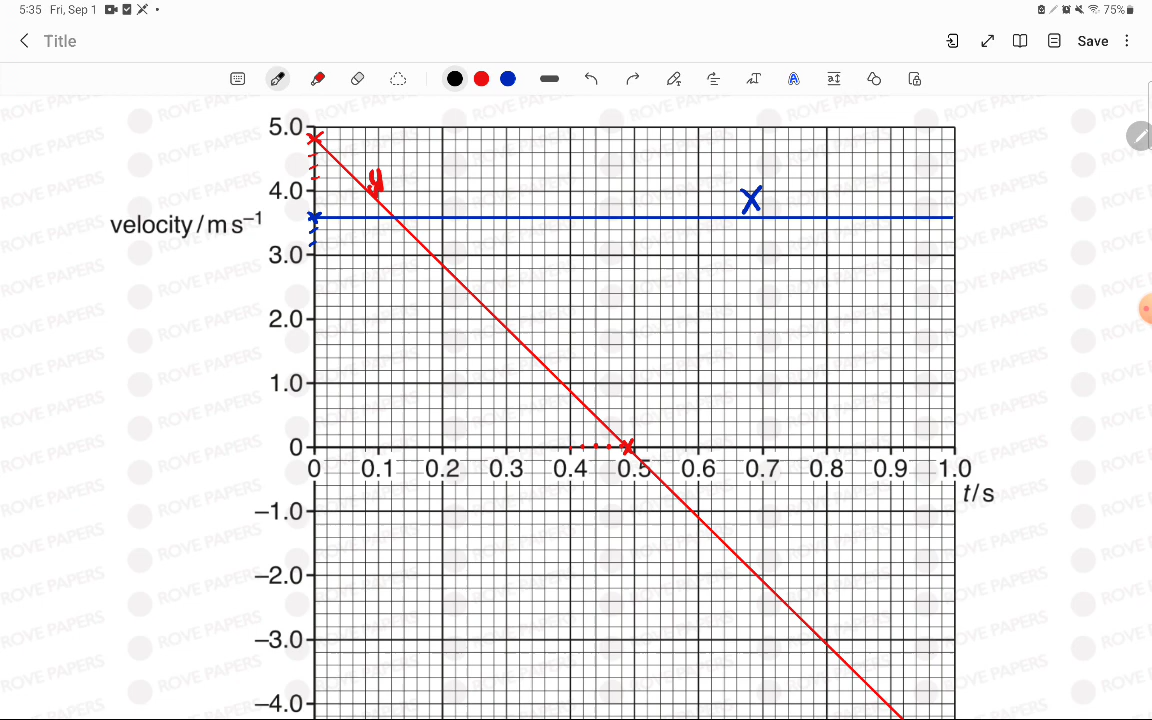 5:35 Fri, Sep 1
75%
Title
Save
5.0
4.0
velocity / m s⁻¹
3.0
2.0
1.0
0
0 0.1 0.2 0.3 0.4 0.5 0.6 0.7 0.8 0.9 1.0
t / s
−1.0
−2.0
−3.0
−4.0
y
X
ROVE PAPERS